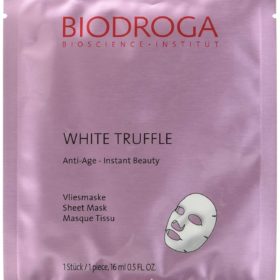 BIODROGA
BIOSCIENCE·INSTITUT
WHITE TRUFFLE
Anti-Age - Instant Beauty
Vliesmaske
Sheet Mask
Masque Tissu
1 Stück / 1 piece, 16 ml 0.5 FL.OZ.